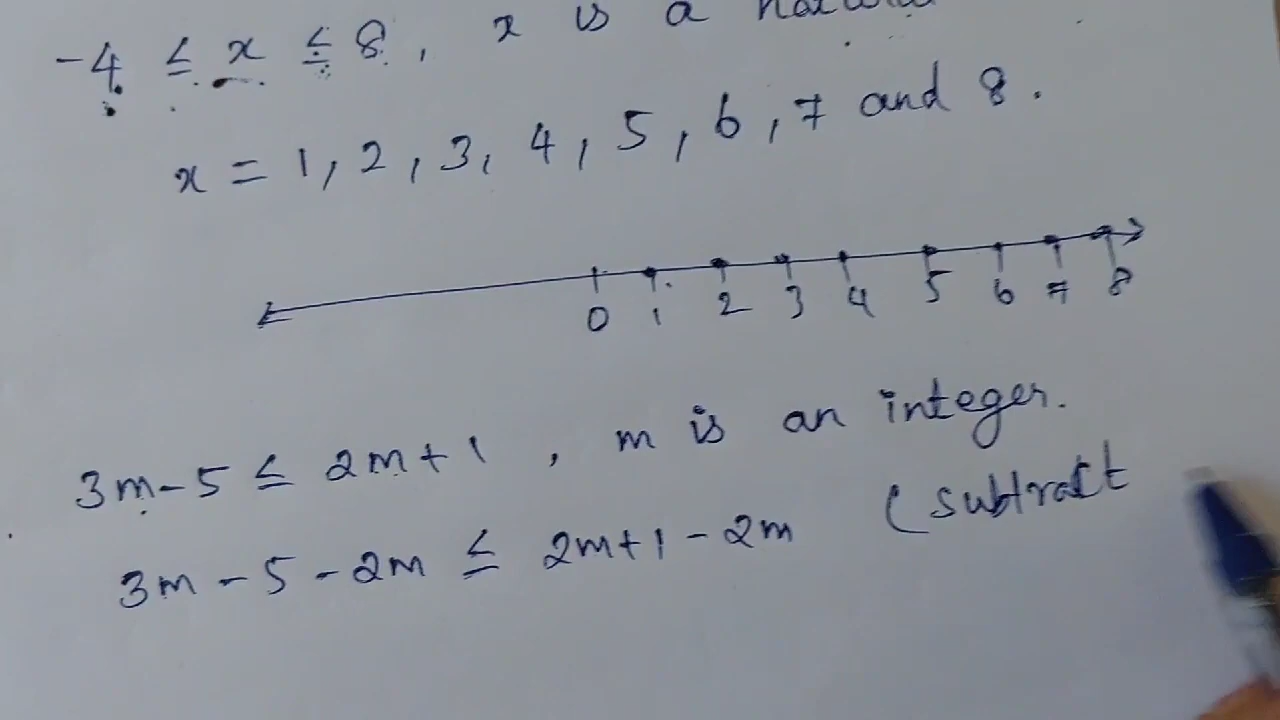 -4 ≤ x ≤ 8, x is a
x = 1, 2, 3, 4, 5, 6, 7 and 8.
0 1 2 3 4 5 6 7 8
3m-5 ≤ 2m+1, m is an integer.
3m - 5 - 2m ≤ 2m+1 - 2m (subtract